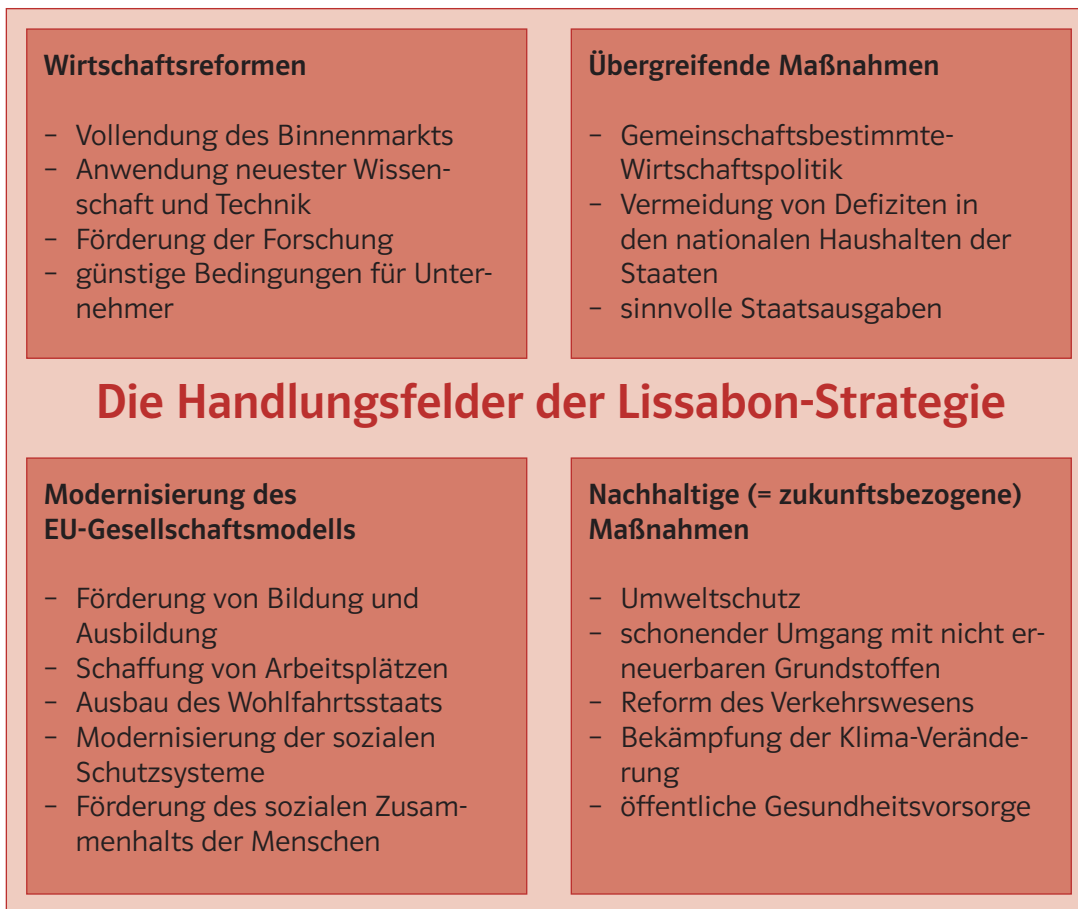 Wirtschaftsreformen
– Vollendung des Binnenmarkts
– Anwendung neuester Wissen-
schaft und Technik
– Förderung der Forschung
– günstige Bedingungen für Unter-
nehmer
Übergreifende Maßnahmen
– Gemeinschaftsbestimmte-
Wirtschaftspolitik
– Vermeidung von Defiziten in
den nationalen Haushalten der
Staaten
– sinnvolle Staatsausgaben
Die Handlungsfelder der Lissabon-Strategie
Modernisierung des
EU-Gesellschaftsmodells
– Förderung von Bildung und
Ausbildung
– Schaffung von Arbeitsplätzen
– Ausbau des Wohlfahrtsstaats
– Modernisierung der sozialen
Schutzsysteme
– Förderung des sozialen Zusam-
menhalts der Menschen
Nachhaltige (= zukunftsbezogene)
Maßnahmen
– Umweltschutz
– schonender Umgang mit nicht er-
neuerbaren Grundstoffen
– Reform des Verkehrswesens
– Bekämpfung der Klima-Verände-
rung
– öffentliche Gesundheitsvorsorge